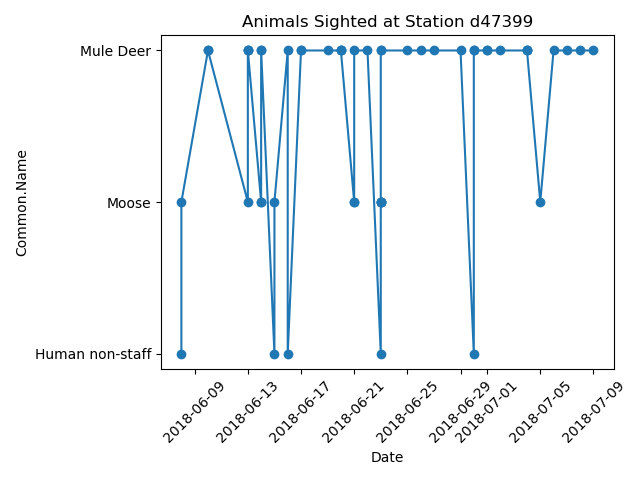 Animals Sighted at Station d47399
Mule Deer
Moose
Human non-staff
Common.Name
2018-06-09
2018-06-13
2018-06-17
2018-06-21
2018-06-25
2018-06-29
2018-07-01
2018-07-05
2018-07-09
Date